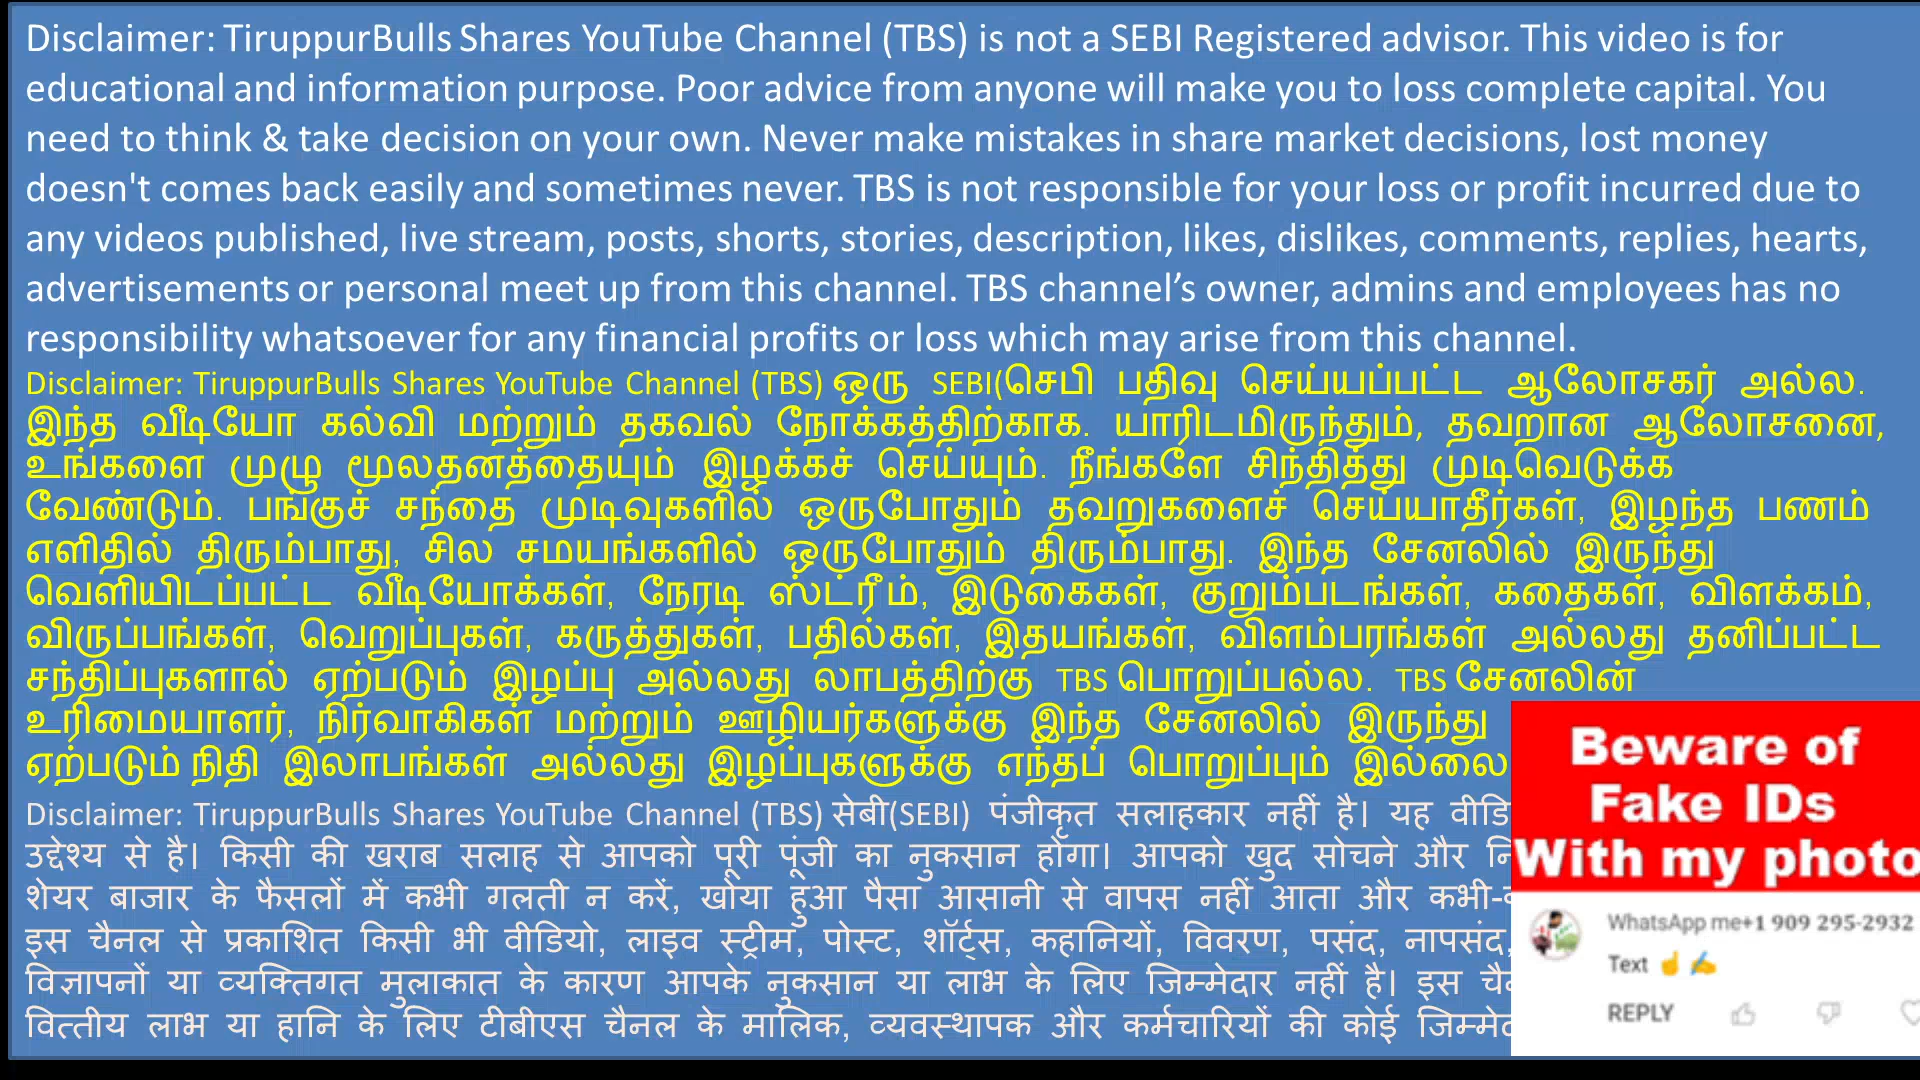 Disclaimer: TiruppurBulls Shares YouTube Channel (TBS) is not a SEBI Registered advisor. This video is for
educational and information purpose. Poor advice from anyone will make you to loss complete capital. You
need to think & take decision on your own. Never make mistakes in share market decisions, lost money
doesn't comes back easily and sometimes never. TBS is not responsible for your loss or profit incurred due to
any videos published, live stream, posts, shorts, stories, description, likes, dislikes, comments, replies, hearts,
advertisements or personal meet up from this channel. TBS channel’s owner, admins and employees has no
responsibility whatsoever for any financial profits or loss which may arise from this channel.
Disclaimer: TiruppurBulls Shares YouTube Channel (TBS) ஒரு SEBI(செபி பதிவு செய்யப்பட்ட ஆலோசகர் அல்ல.
இந்த வீடியோ கல்வி மற்றும் தகவல் நோக்கத்திற்காக. யாரிடமிருந்தும், தவறான ஆலோசனை,
உங்களை முழு மூலதனத்தையும் இழக்கச் செய்யும். நீங்களே சிந்தித்து முடிவெடுக்க
வேண்டும். பங்குச் சந்தை முடிவுகளில் ஒருபோதும் தவறுகளைச் செய்யாதீர்கள், இழந்த பணம்
எளிதில் திரும்பாது, சில சமயங்களில் ஒருபோதும் திரும்பாது. இந்த சேனலில் இருந்து
வெளியிடப்பட்ட வீடியோக்கள், நேரடி ஸ்ட்ரீம், இடுகைகள், குறும்படங்கள், கதைகள், விளக்கம்,
விருப்பங்கள், வெறுப்புகள், கருத்துகள், பதில்கள், இதயங்கள், விளம்பரங்கள் அல்லது தனிப்பட்ட
சந்திப்புகளால் ஏற்படும் இழப்பு அல்லது லாபத்திற்கு TBS பொறுப்பல்ல. TBS சேனலின்
உரிமையாளர், நிர்வாகிகள் மற்றும் ஊழியர்களுக்கு இந்த சேனலில் இருந்து
ஏற்படும் நிதி இலாபங்கள் அல்லது இழப்புகளுக்கு எந்தப் பொறுப்பும் இல்லை
Disclaimer: TiruppurBulls Shares YouTube Channel (TBS) सेबी(SEBI) पंजीकृत सलाहकार नहीं है। यह
उद्देश्य से है। किसी की खराब सलाह से आपको पूरी पूंजी का नुकसान होगा। आपको खुद सोचने और
शेयर बाजार के फैसलों में कभी गलती न करें, खोया हुआ पैसा आसानी से वापस नहीं आता और
इस चैनल से प्रकाशित किसी भी वीडियो, लाइव स्ट्रीम, पोस्ट, शॉर्ट्स, कहानियों, विवरण, पसंद, नापसंद,
विज्ञापनों या व्यक्तिगत मुलाकात के कारण आपके नुकसान या लाभ के लिए जिम्मेदार नहीं है। इस
वित्तीय लाभ या हानि के लिए टीबीएस चैनल के मालिक, व्यवस्थापक और कर्मचारियों की कोई
Beware of
Fake IDs
With my photo
WhatsApp me+1 909 295-2932
Text ☝️✍️
REPLY